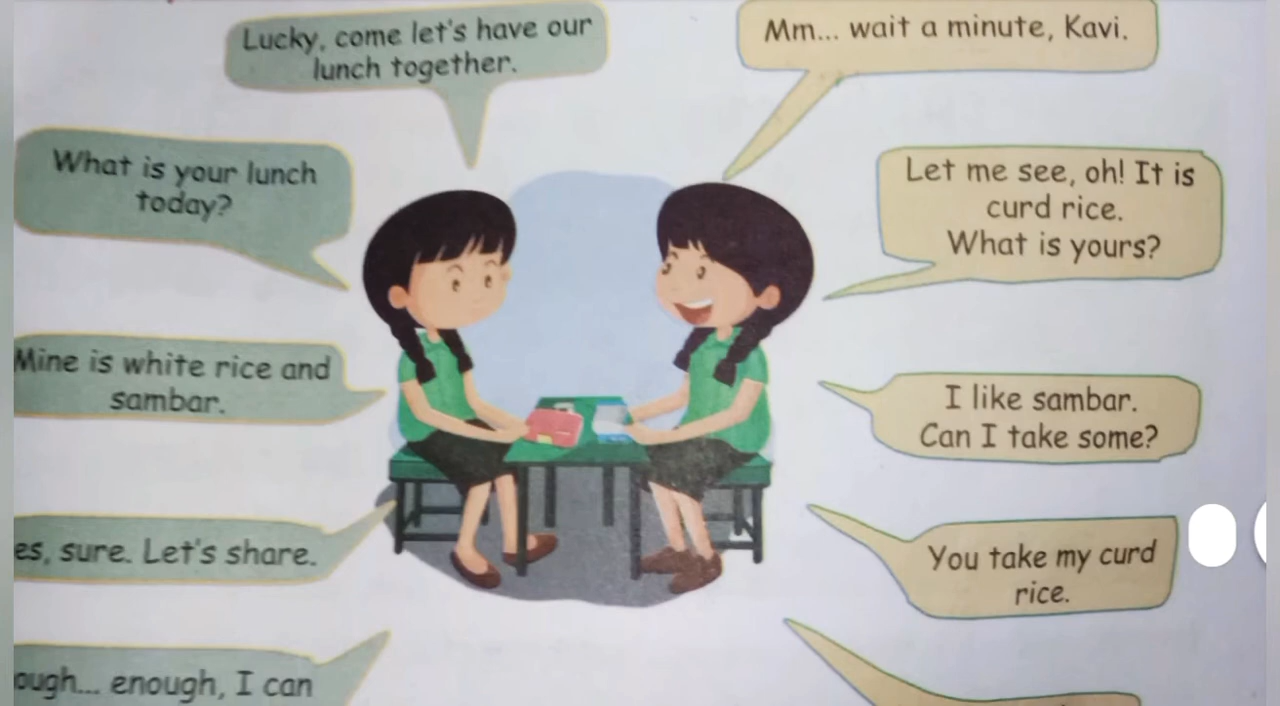 Lucky, come let's have our
lunch together.
Mm... wait a minute, Kavi.
What is your lunch
today?
Let me see, oh! It is
curd rice.
What is yours?
Mine is white rice and
sambar.
I like sambar.
Can I take some?
sure. Let's share.
You take my curd
rice.
enough, I can